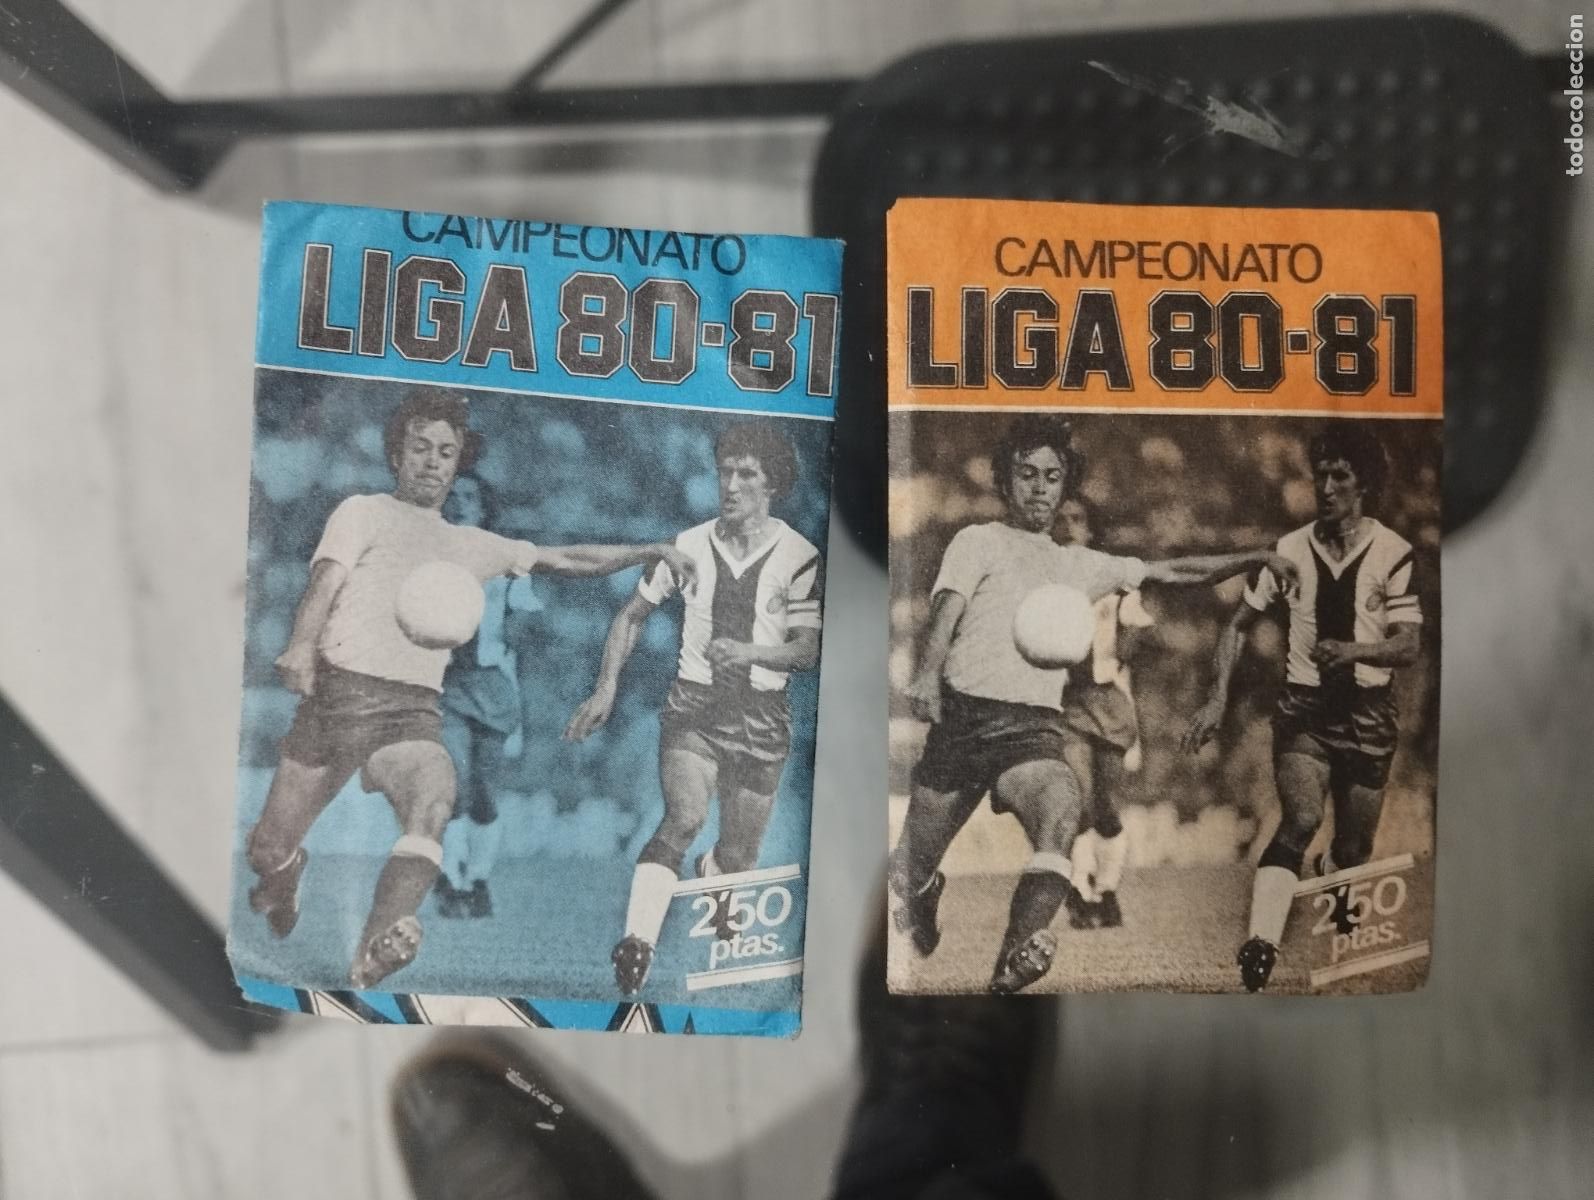 CAMPEONATO
LIGA 80-81
2'50
ptas.
CAMPEONATO
LIGA 80-81
2'50
ptas.
todocoleccion